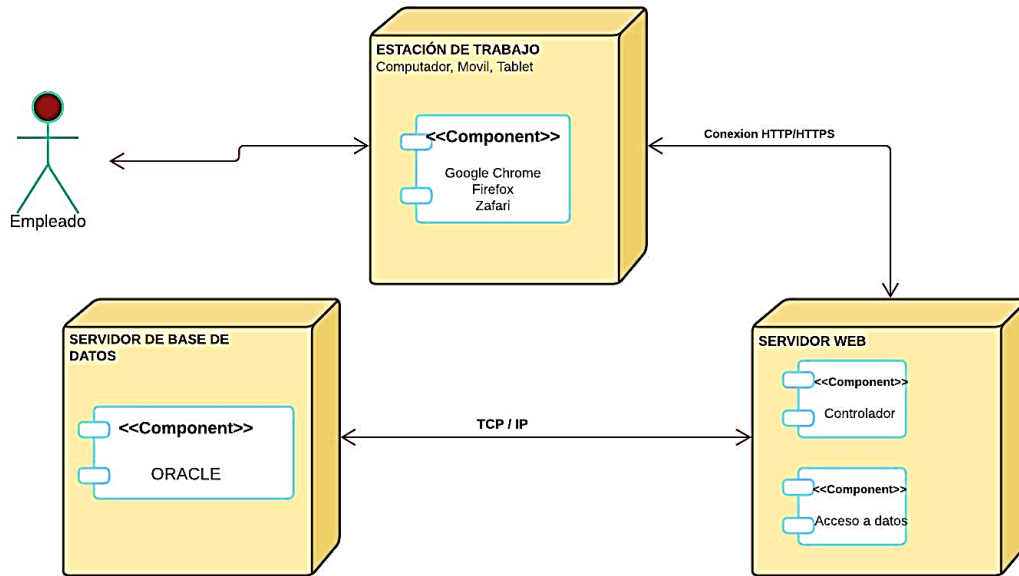 ESTACIÓN DE TRABAJO
Computador, Movil, Tablet
<<Component>>
Google Chrome
Firefox
Zafari
Empleado
Conexion HTTP/HTTPS
SERVIDOR DE BASE DE
DATOS
<<Component>>
ORACLE
TCP / IP
SERVIDOR WEB
<<Component>>
Controlador
<<Component>>
Acceso a datos